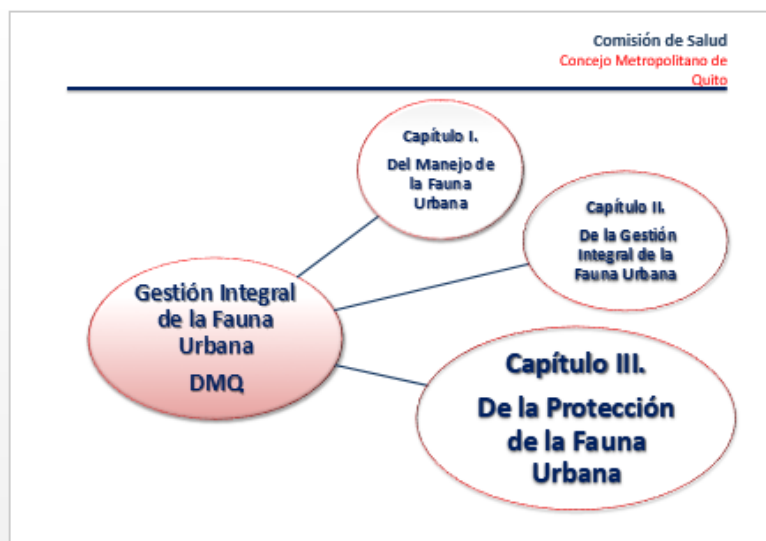 Comisión de Salud
Concejo Metropolitano de
Quito
Capítulo I.
Del Manejo de
la Fauna
Urbana
Capítulo II.
De la Gestión
Integral de la
Fauna Urbana
Gestión Integral
de la Fauna
Urbana
DMQ
Capítulo III.
De la Protección
de la Fauna
Urbana